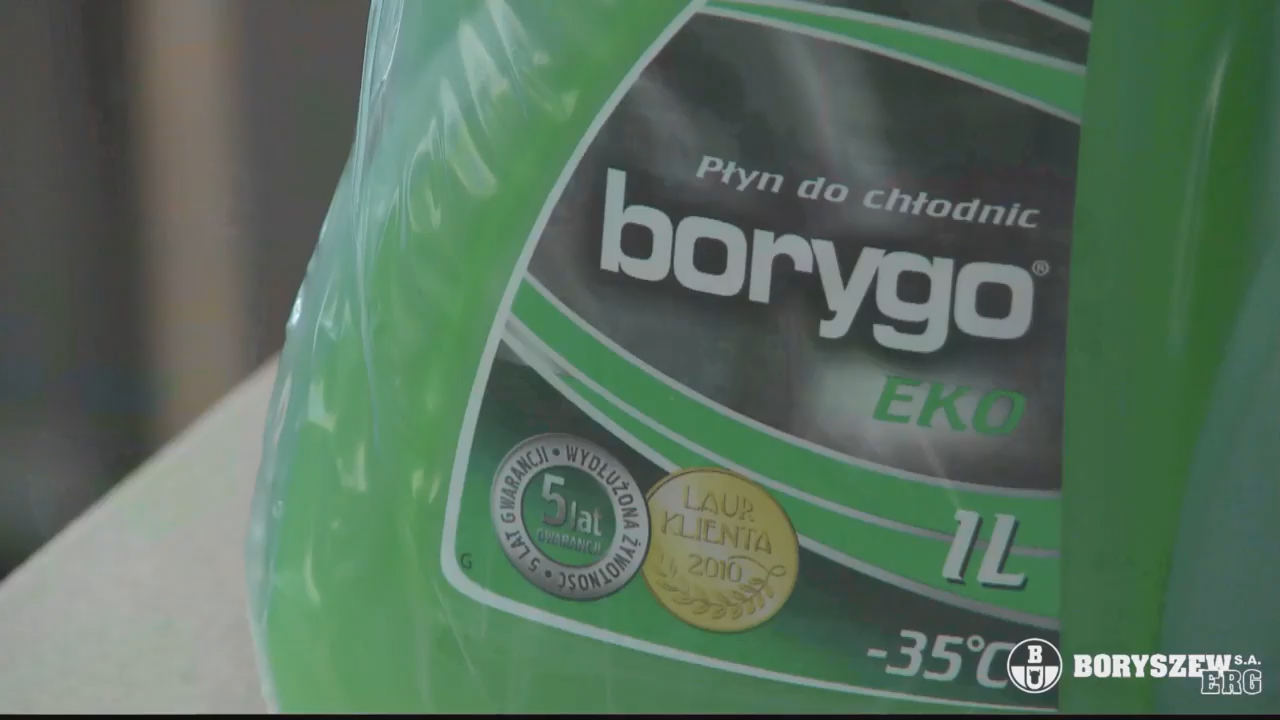 Płyn do chłodnic
borygo®
EKO
1L
-35°C
5 LAT GWARANCJI • WYDŁUŻONA ŻYWOTNOŚĆ •
5 lat
GWARANCJI
LAUR
KLIENTA
2010
G
BORYSZEW S.A.
ERG